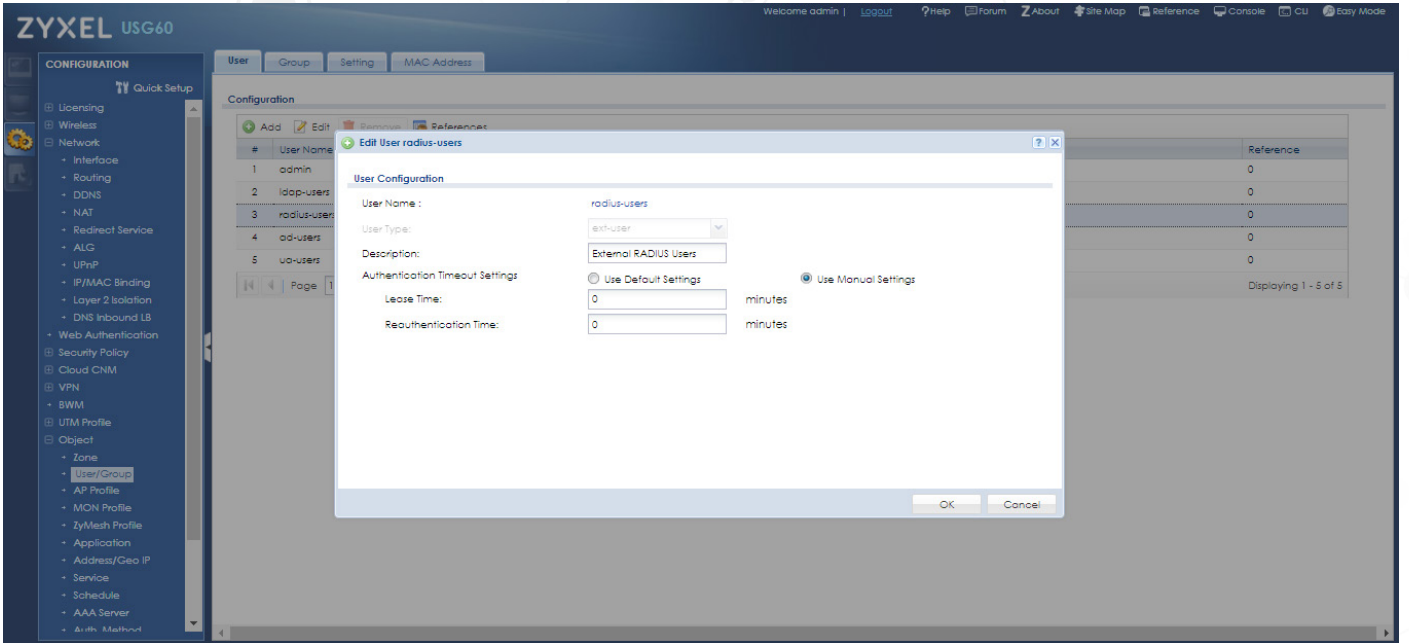 ZYXEL USG60
Welcome admin | Logout ?Help Forum About Site Map Reference Console CLI Easy Mode
CONFIGURATION
Quick Setup
Licensing
Wireless
Network
Interface
Routing
DDNS
NAT
Redirect Service
ALG
UPnP
IP/MAC Binding
Layer 2 Isolation
DNS Inbound LB
Web Authentication
Security Policy
Cloud CNM
VPN
BWM
UTM Profile
Object
Zone
User/Group
AP Profile
MON Profile
ZyMesh Profile
Application
Address/Geo IP
Service
Schedule
AAA Server
Auth. Method
User Group Setting MAC Address
Configuration
Add Edit Remove References
# User Name Reference
1 admin 0
2 ldap-users 0
3 radius-users 0
4 ad-users 0
5 ua-users 0
Page 1 Displaying 1 - 5 of 5
Edit User radius-users
User Configuration
User Name : radius-users
User Type: ext-user
Description: External RADIUS Users
Authentication Timeout Settings Use Default Settings Use Manual Settings
Lease Time: 0 minutes
Reauthentication Time: 0 minutes
OK Cancel